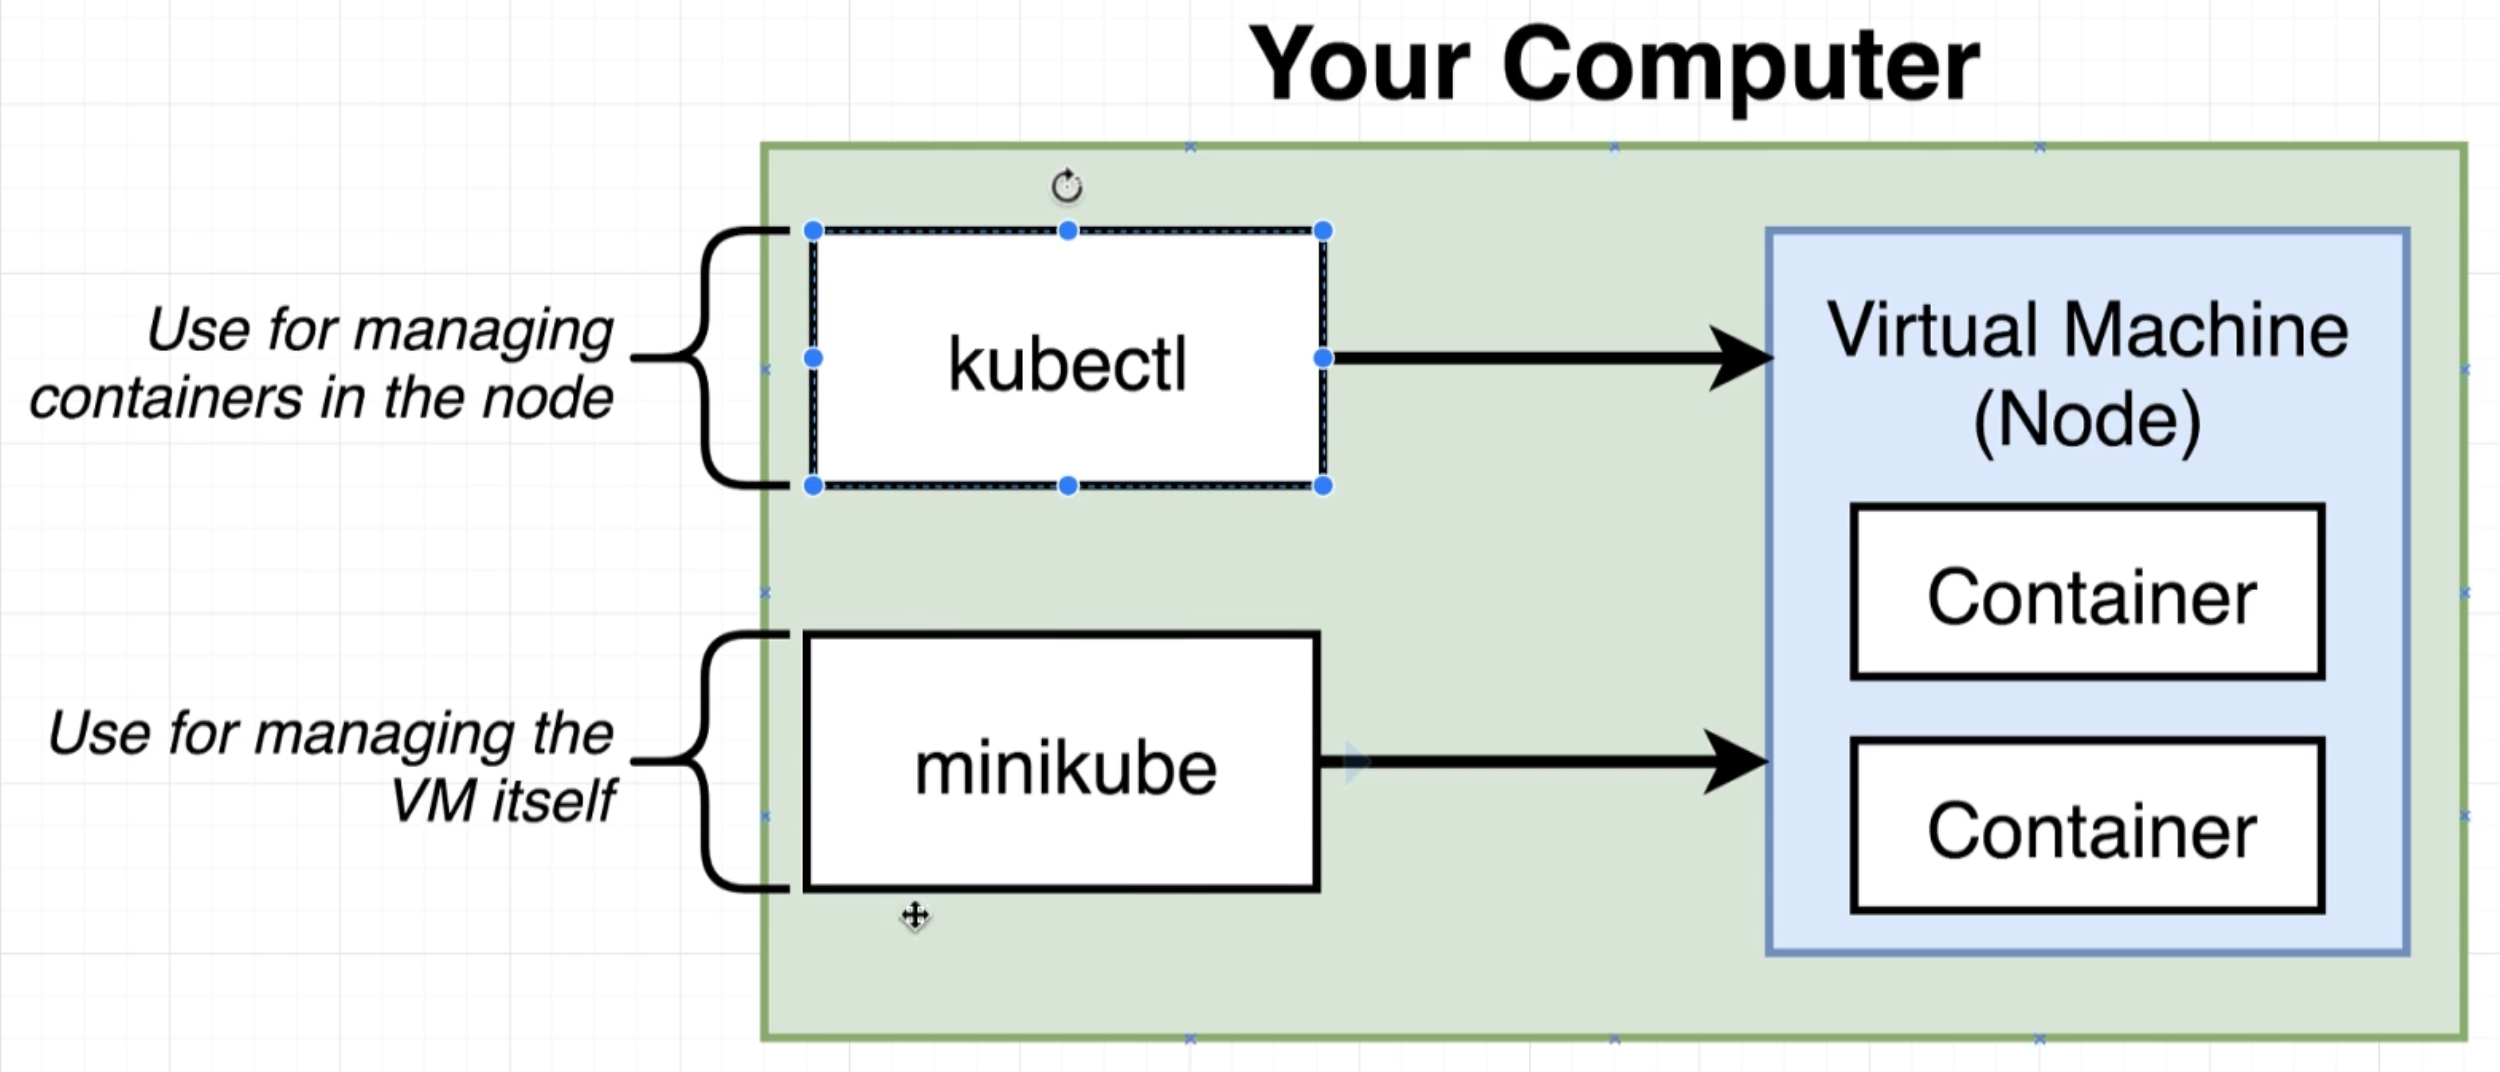 Your Computer
Use for managing
containers in the node
kubectl
Virtual Machine
(Node)
Container
Use for managing the
VM itself
minikube
Container